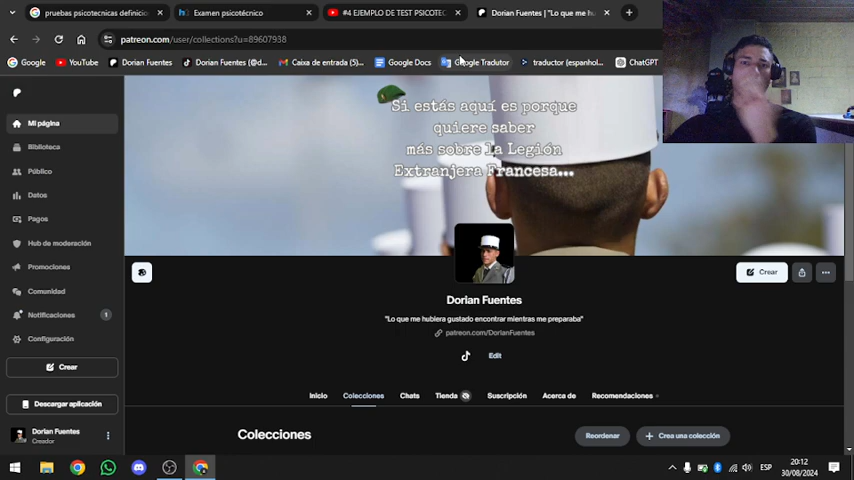 pruebas psicotecnicas definicio
Examen psicotécnico
#4 EJEMPLO DE TEST PSICOTEC
Dorian Fuentes | "Lo que me hu
patreon.com/user/collections?u=89607938
Google
YouTube
Dorian Fuentes
Dorian Fuentes (@d...
Caixa de entrada (5)...
Google Docs
Google Tradutor
traductor (espanhol...
ChatGPT
Mi página
Biblioteca
Público
Datos
Pagos
Hub de moderación
Promociones
Comunidad
Notificaciones 1
Configuración
Crear
Descargar aplicación
Dorian Fuentes
Creador
Si estás aquí es porque
quiere saber
más sobre la Legión
Extranjera Francesa...
Crear
Dorian Fuentes
"Lo que me hubiera gustado encontrar mientras me preparaba"
patreon.com/DorianFuentes
Edit
Inicio
Colecciones
Chats
Tienda
Suscripción
Acerca de
Recomendaciones
Colecciones
Reordenar
Crea una colección
ESP
20:12
30/08/2024